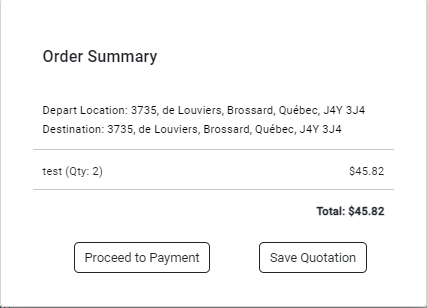 Order Summary
Depart Location: 3735, de Louviers, Brossard, Québec, J4Y 3J4
Destination: 3735, de Louviers, Brossard, Québec, J4Y 3J4
test (Qty: 2) $45.82
Total: $45.82
Proceed to Payment Save Quotation